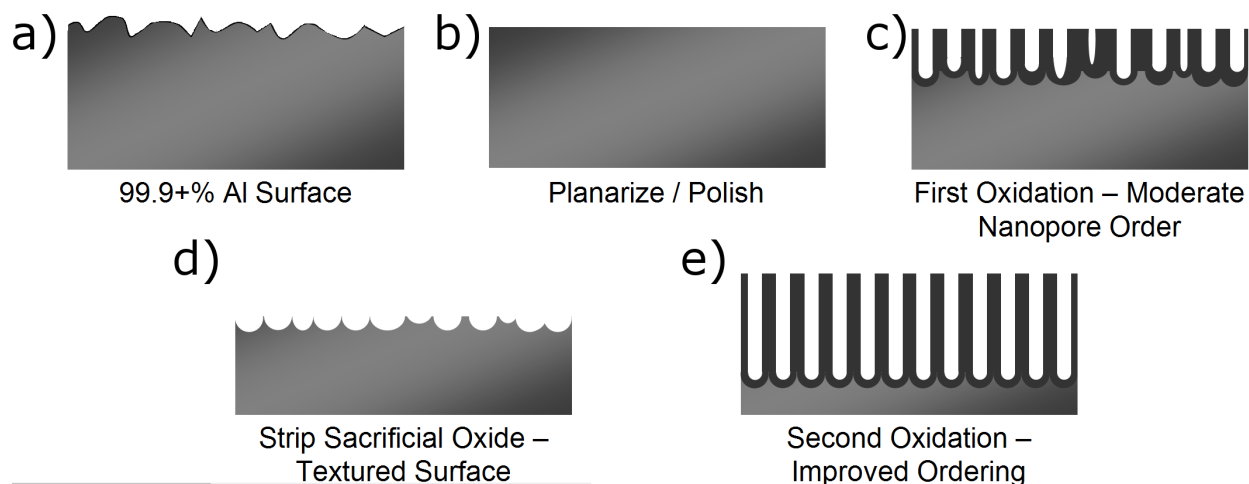 a)
99.9+% Al Surface
b)
Planarize / Polish
c)
First Oxidation – Moderate
Nanopore Order
d)
Strip Sacrificial Oxide –
Textured Surface
e)
Second Oxidation –
Improved Ordering